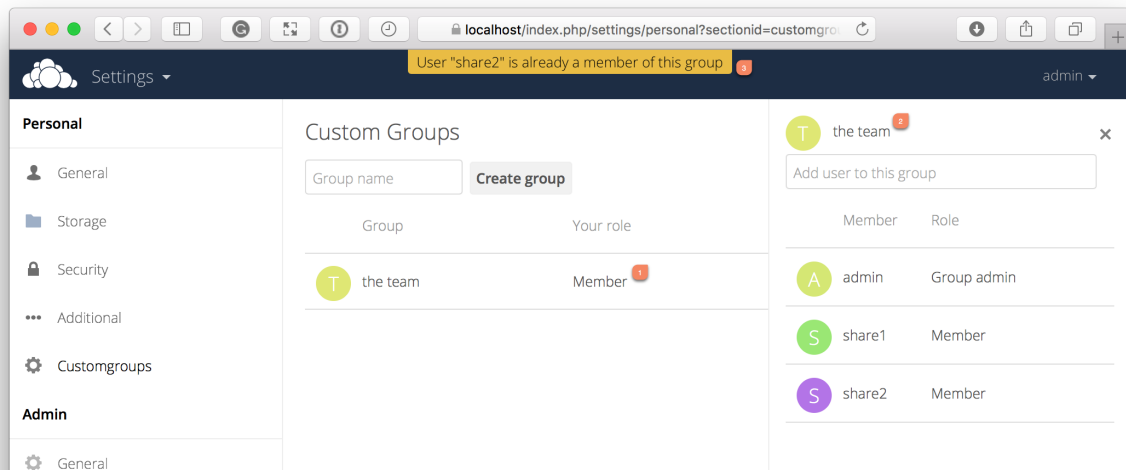 localhost/index.php/settings/personal?sectionid=customgro
Settings
User "share2" is already a member of this group
3
admin
Personal
General
Storage
Security
Additional
Customgroups
Admin
General
Custom Groups
Group name
Create group
Group Your role
T the team Member 1
T the team 2
Add user to this group
Member Role
A admin Group admin
S share1 Member
S share2 Member